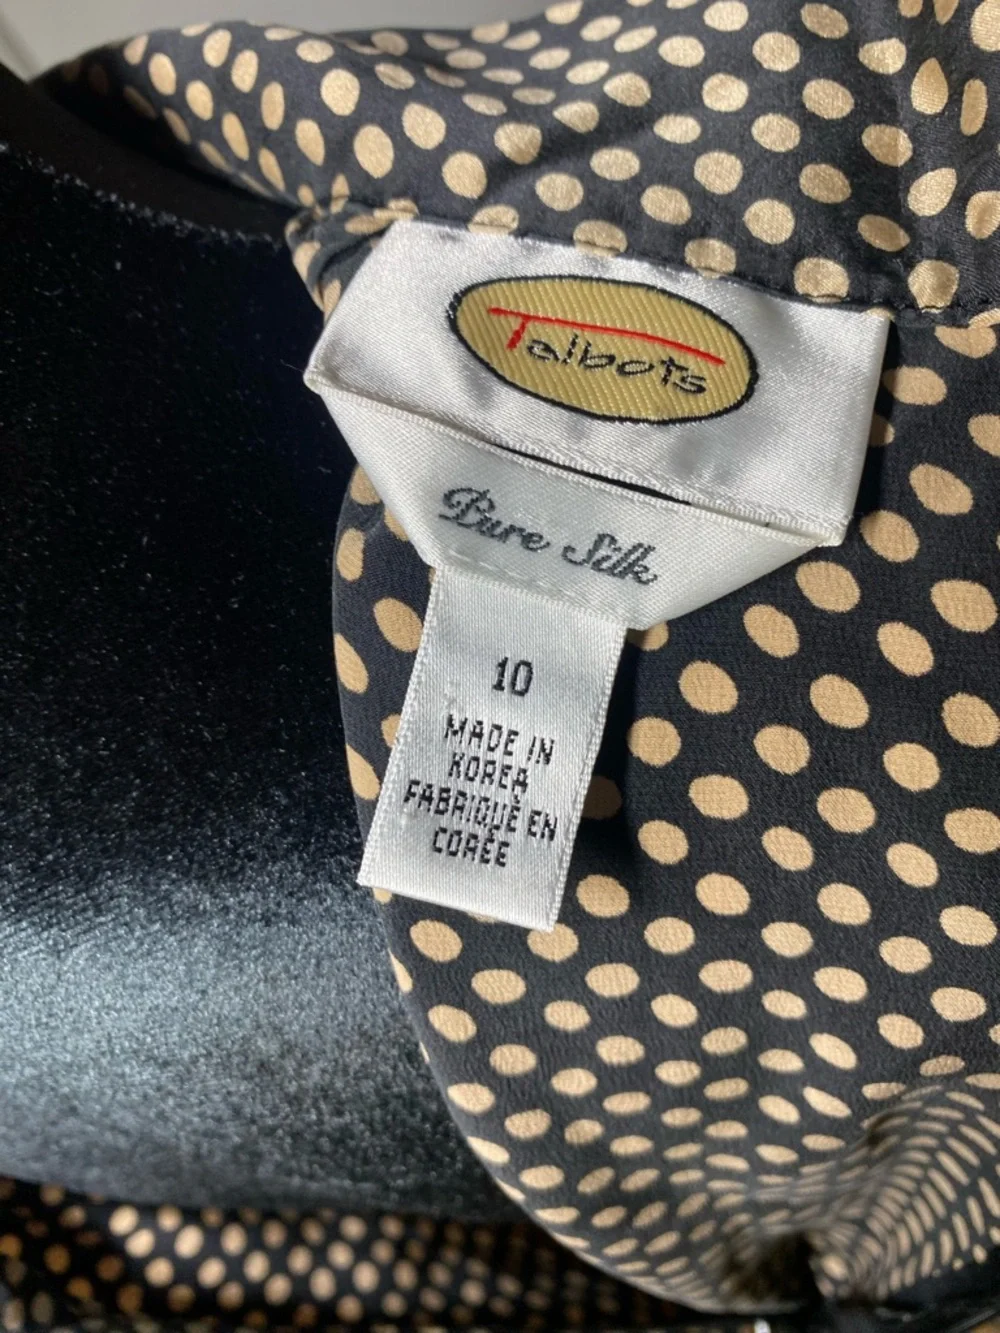 Talbots
Pure Silk
10
MADE IN
KOREA
FABRIQUÉ EN
CORÉE